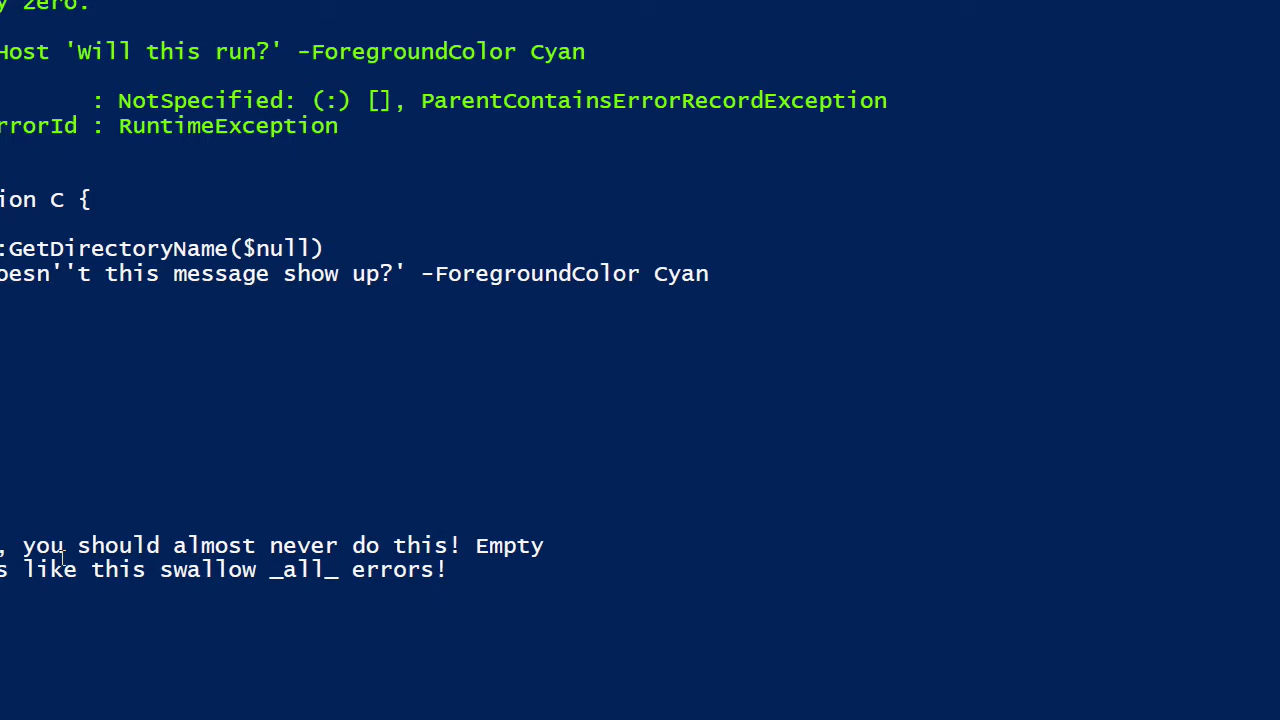 y zero.
Host 'Will this run?' -ForegroundColor Cyan
: NotSpecified: (:) [], ParentContainsErrorRecordException
rrorId : RuntimeException
ion C {
:GetDirectoryName($null)
oesn''t this message show up?' -ForegroundColor Cyan
, you should almost never do this! Empty
s like this swallow _all_ errors!